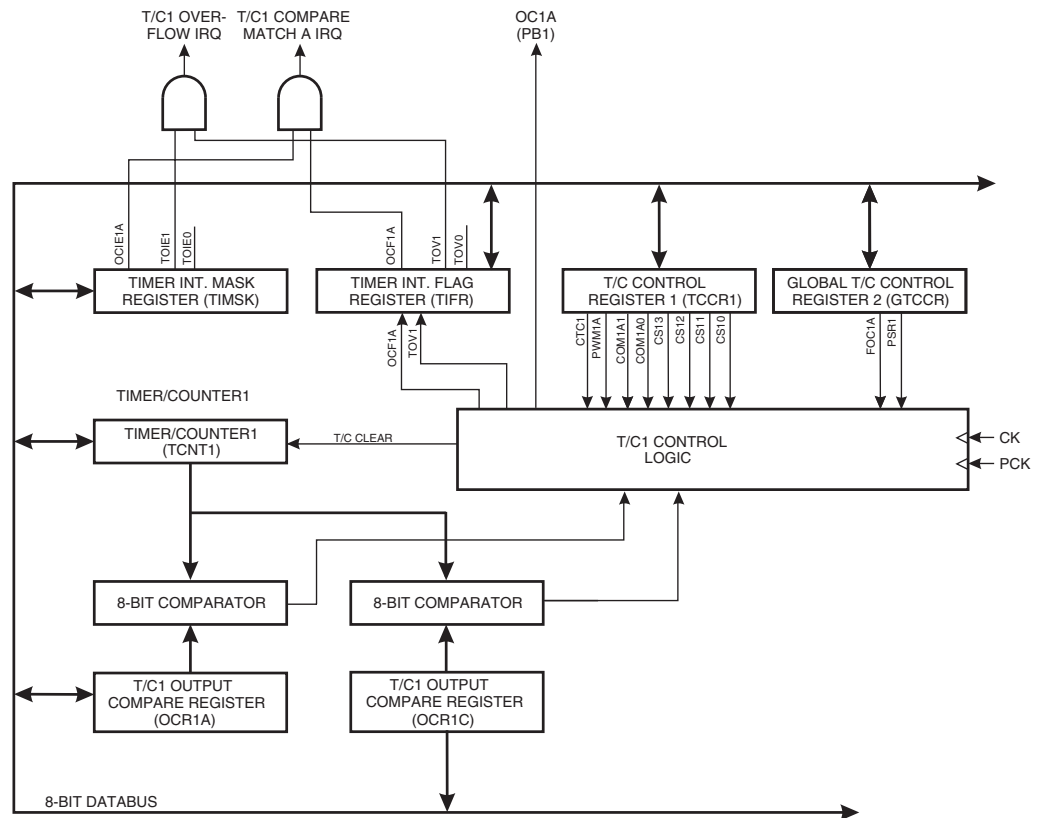 T/C1 OVER-
FLOW IRQ
T/C1 COMPARE
MATCH A IRQ
OC1A
(PB1)
OCIE1A
TOIE1
TOIE0
OCF1A
TOV1
TOV0
TIMER INT. MASK
REGISTER (TIMSK)
TIMER INT. FLAG
REGISTER (TIFR)
T/C CONTROL
REGISTER 1 (TCCR1)
GLOBAL T/C CONTROL
REGISTER 2 (GTCCR)
OCF1A
TOV1
CTC1
PWM1A
COM1A1
COM1A0
CS13
CS12
CS11
CS10
FOC1A
PSR1
TIMER/COUNTER1
TIMER/COUNTER1
(TCNT1)
T/C CLEAR
T/C1 CONTROL
LOGIC
CK
PCK
8-BIT COMPARATOR
8-BIT COMPARATOR
T/C1 OUTPUT
COMPARE REGISTER
(OCR1A)
T/C1 OUTPUT
COMPARE REGISTER
(OCR1C)
8-BIT DATABUS